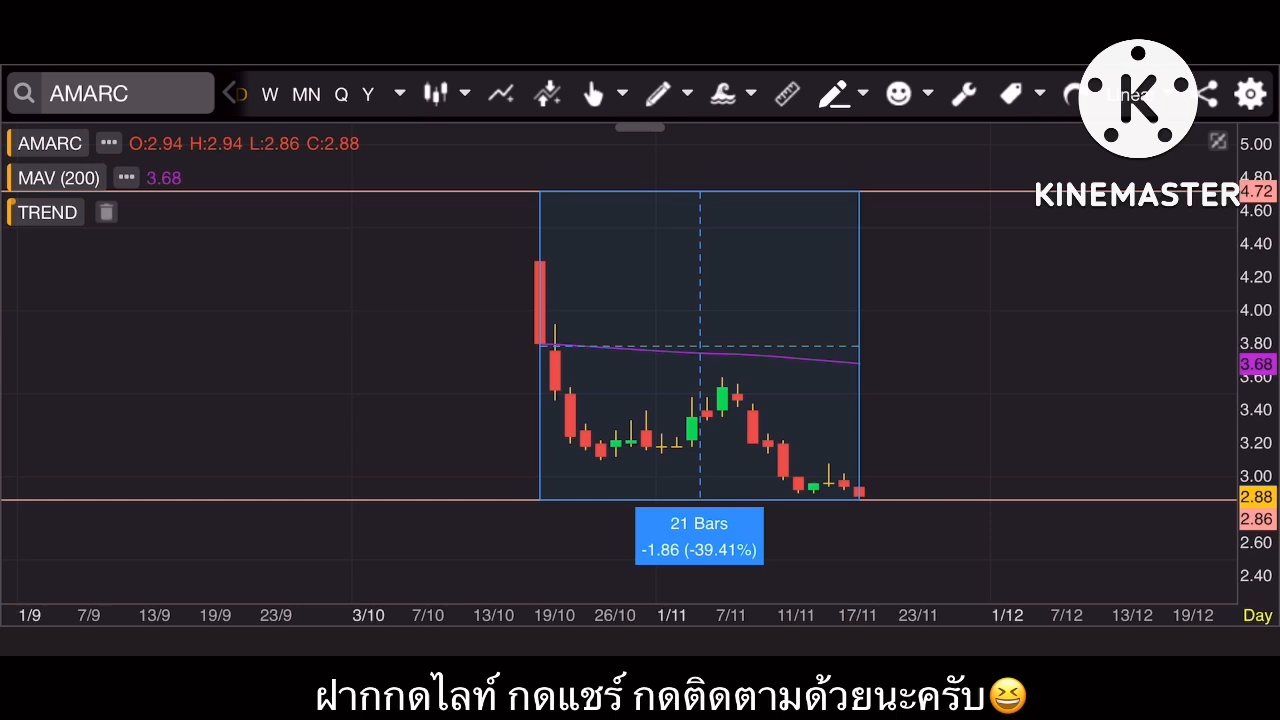 AMARC
D W MN Q Y
K
KINEMASTER
AMARC ••• O:2.94 H:2.94 L:2.86 C:2.88
MAV (200) ••• 3.68
TREND
5.00
4.80
4.72
4.60
4.40
4.20
4.00
3.80
3.68
3.60
3.40
3.20
3.00
2.88
2.86
2.60
2.40
21 Bars
-1.86 (-39.41%)
1/9 7/9 13/9 19/9 23/9 3/10 7/10 13/10 19/10 26/10 1/11 7/11 11/11 17/11 23/11 1/12 7/12 13/12 19/12 Day
ฝากกดไลท์ กดแชร์ กดติดตามด้วยนะครับ😆